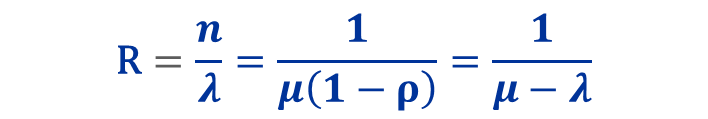 R = n/λ = 1/μ(1 − ρ) = 1/μ − λ